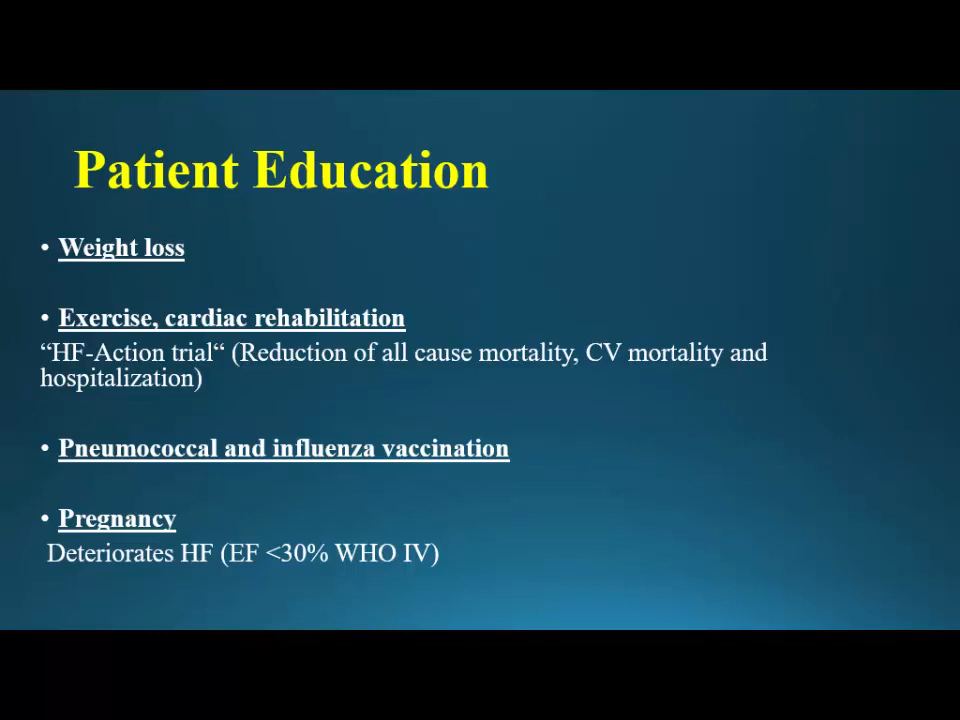 Patient Education
• Weight loss
• Exercise, cardiac rehabilitation
“HF-Action trial“ (Reduction of all cause mortality, CV mortality and
hospitalization)
• Pneumococcal and influenza vaccination
• Pregnancy
Deteriorates HF (EF <30% WHO IV)